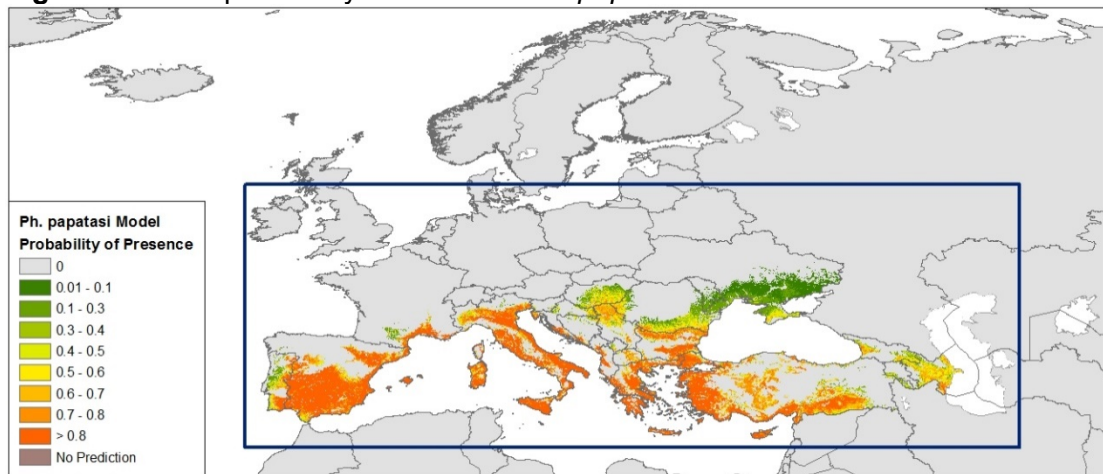 papa
Ph. papatasi Model
Probability of Presence
0
0.01 - 0.1
0.1 - 0.3
0.3 - 0.4
0.4 - 0.5
0.5 - 0.6
0.6 - 0.7
0.7 - 0.8
> 0.8
No Prediction